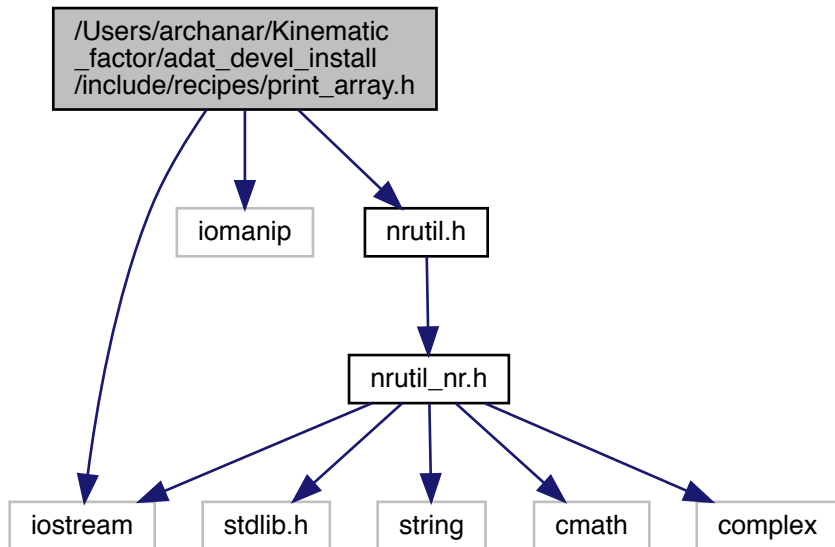 /Users/archanar/Kinematic
_factor/adat_devel_install
/include/recipes/print_array.h
iomanip
nrutil.h
nrutil_nr.h
iostream
stdlib.h
string
cmath
complex